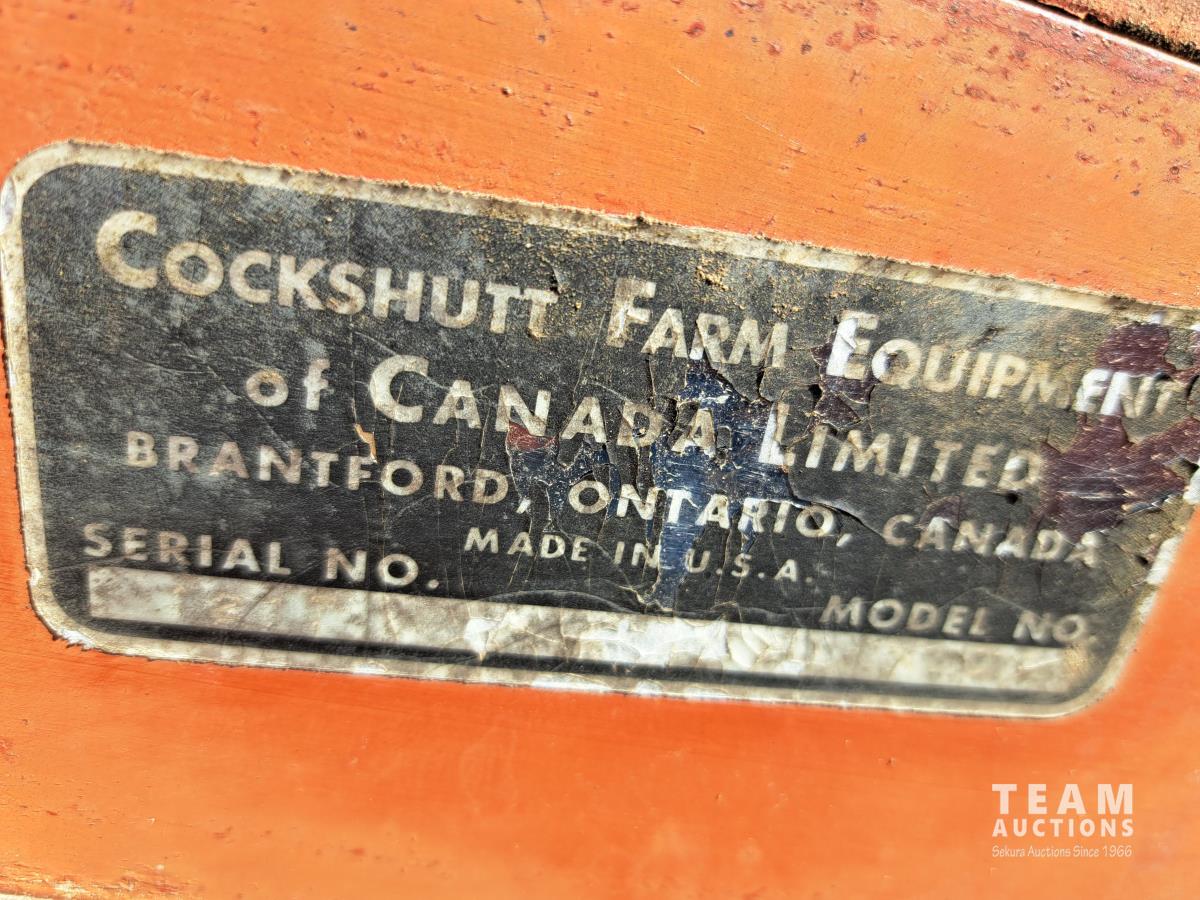 COCKSHUTT FARM EQUIPMENT
of CANADA LIMITED
BRANTFORD, ONTARIO, CANADA
MADE IN U.S.A.
SERIAL NO.
MODEL NO.
TEAM
AUCTIONS
Sekura Auctions Since 1966